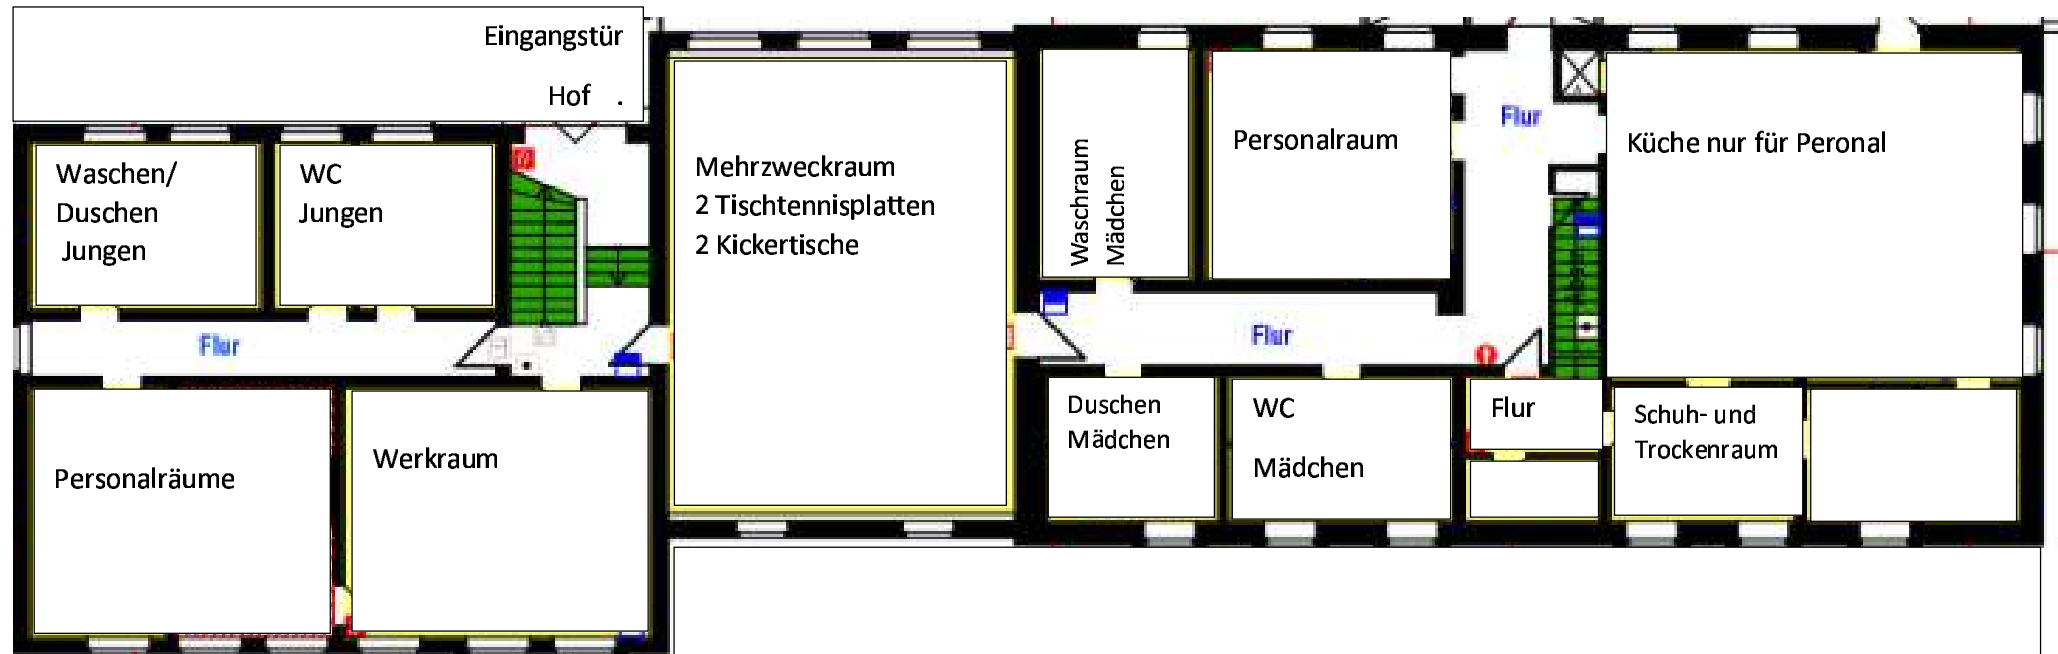 Eingangstür
Hof .
Waschen/
Duschen
Jungen
WC
Jungen
Mehrzweckraum
2 Tischtennisplatten
2 Kickertische
Waschraum
Mädchen
Personalraum
Flur
Küche nur für Peronal
Flur
Flur
Personalräume
Werkraum
Duschen
Mädchen
WC
Mädchen
Flur
Schuh- und
Trockenraum